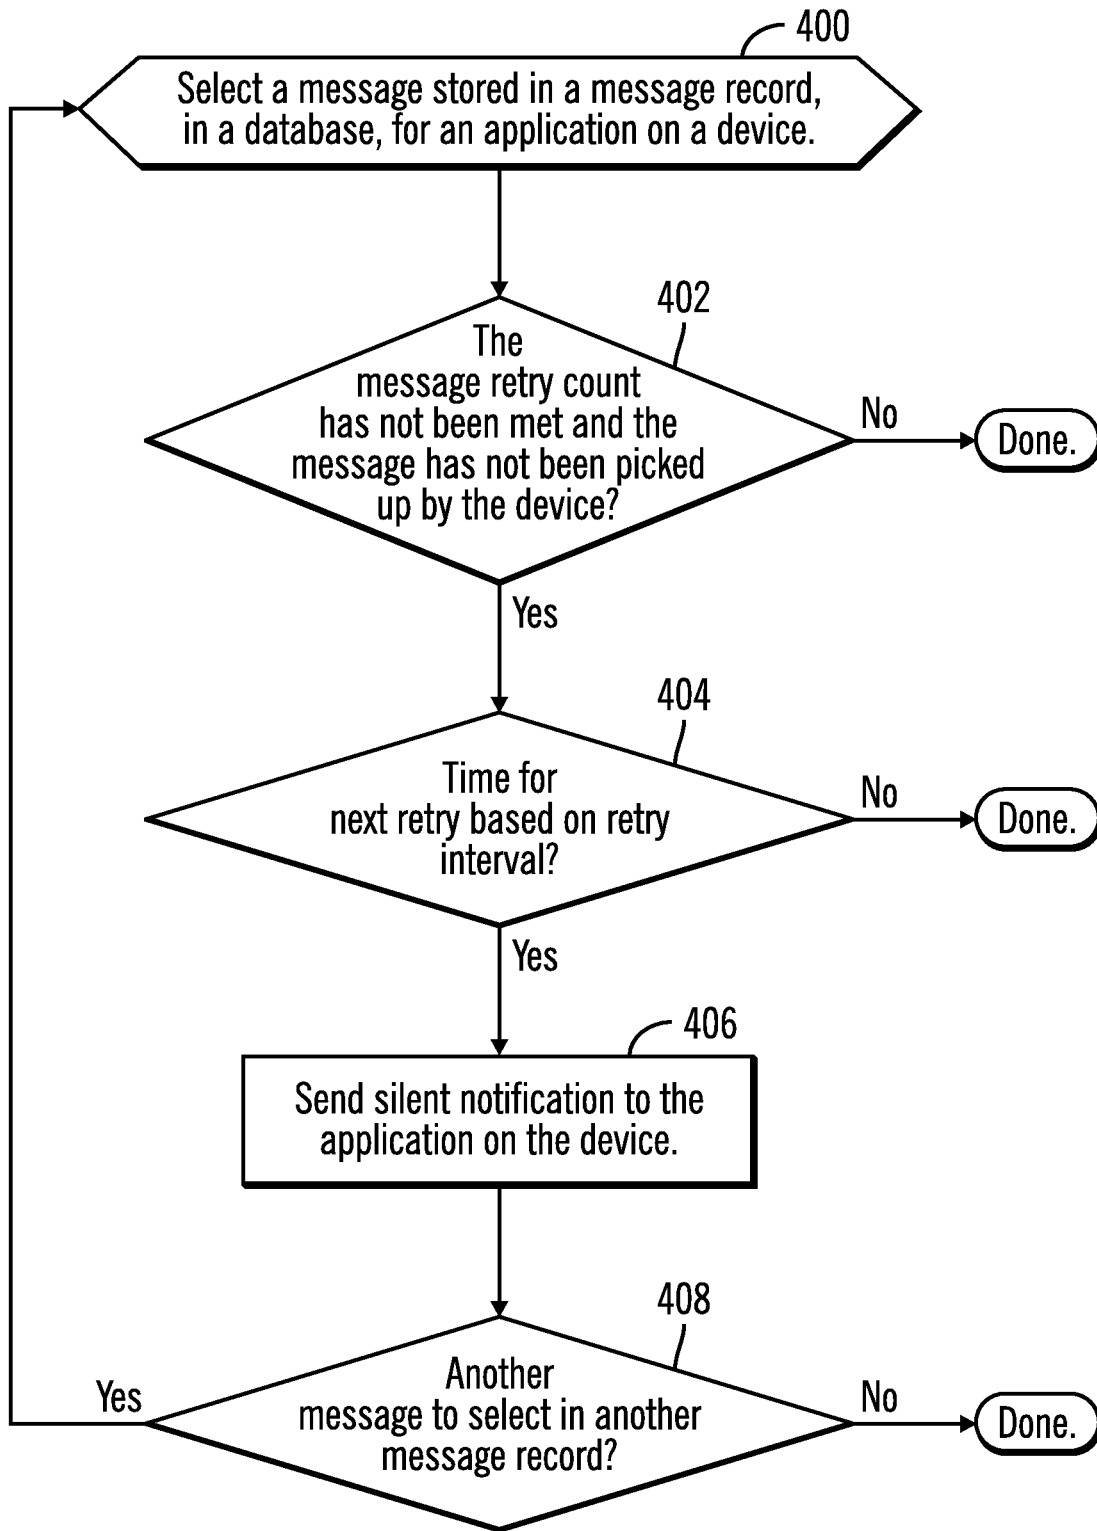 400
Select a message stored in a message record,
in a database, for an application on a device.
402
The
message retry count
has not been met and the
message has not been picked
up by the device?
No
Done.
Yes
404
Time for
next retry based on retry
interval?
No
Done.
Yes
406
Send silent notification to the
application on the device.
408
Another
message to select in another
message record?
Yes
No
Done.